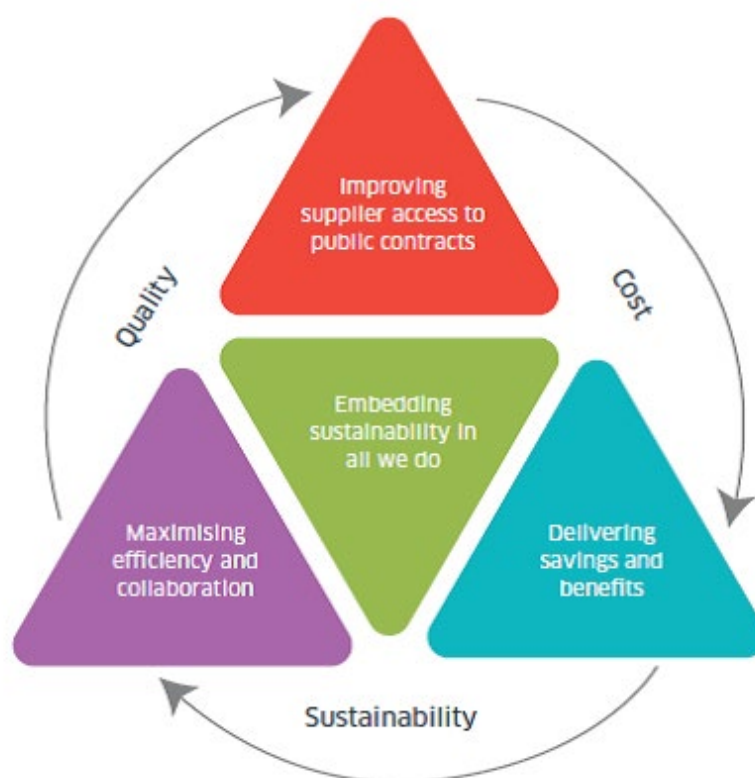 Improving
supplier access to
public contracts
Quality
Cost
Embedding
sustainability in
all we do
Maximising
efficiency and
collaboration
Delivering
savings and
benefits
Sustainability